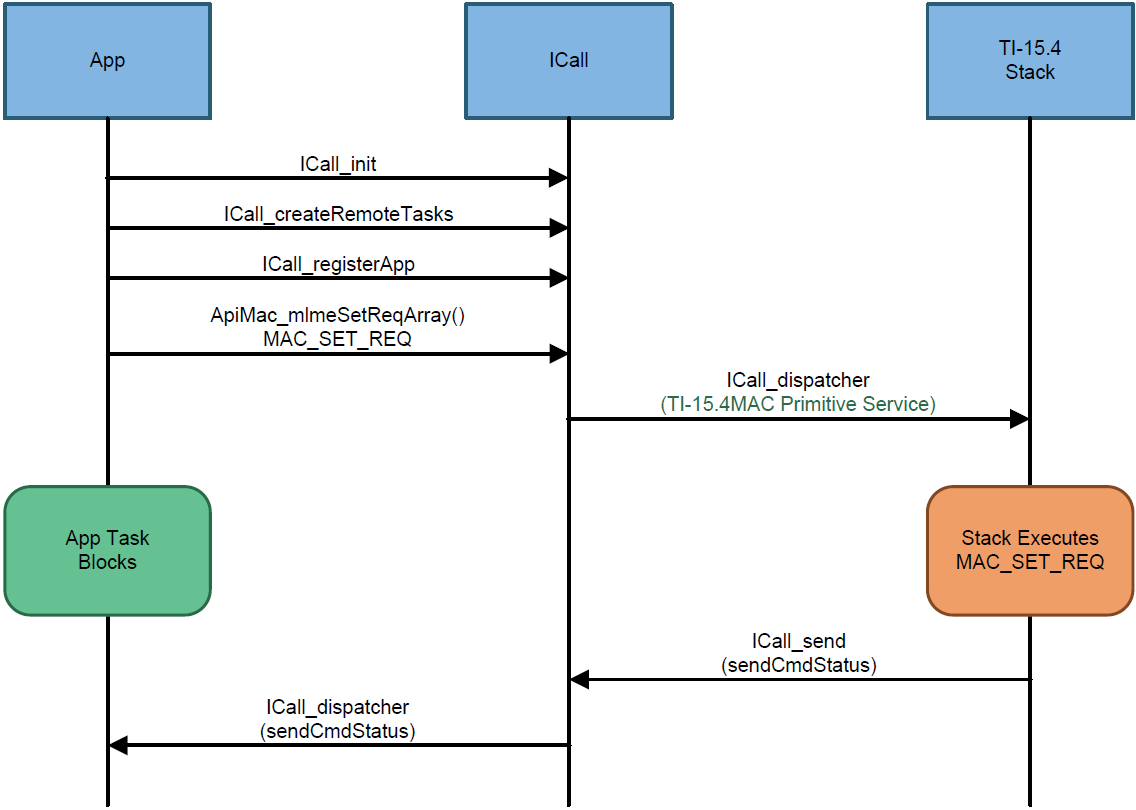 App
ICall
TI-15.4
Stack
ICall_init
ICall_createRemoteTasks
ICall_registerApp
ApiMac_mlmeSetReqArray()
MAC_SET_REQ
ICall_dispatcher
(TI-15.4MAC Primitive Service)
App Task
Blocks
Stack Executes
MAC_SET_REQ
ICall_send
(sendCmdStatus)
ICall_dispatcher
(sendCmdStatus)